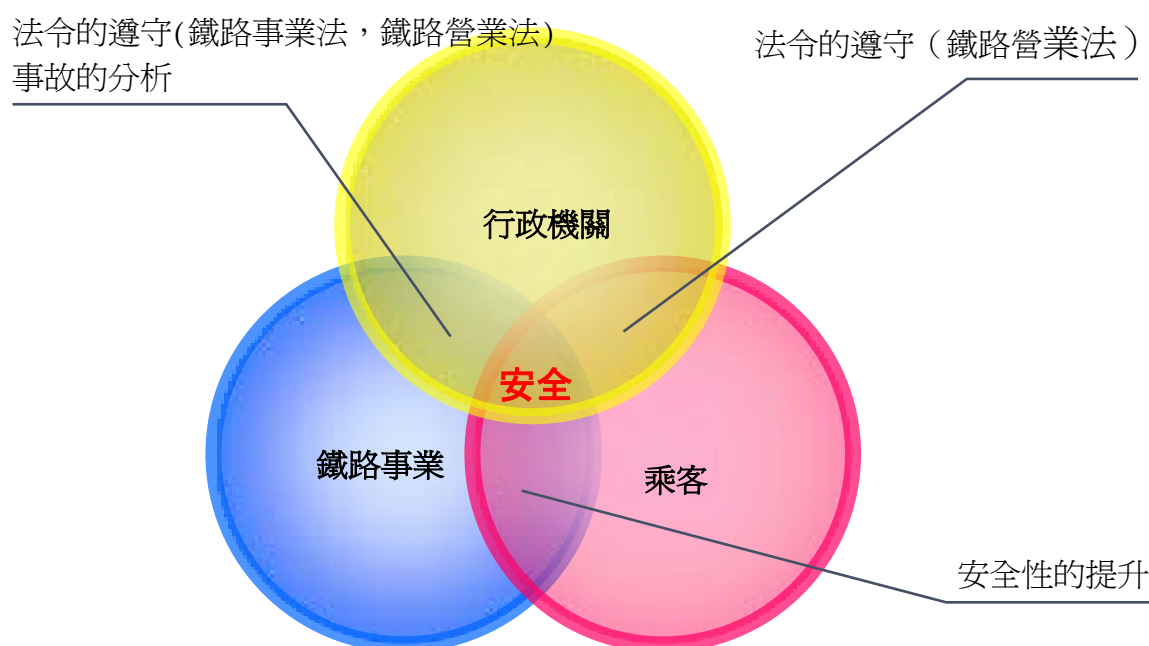 法令的遵守(鐵路事業法，鐵路營業法)
事故的分析
法令的遵守（鐵路營業法）
行政機關
安全
鐵路事業
乘客
安全性的提升